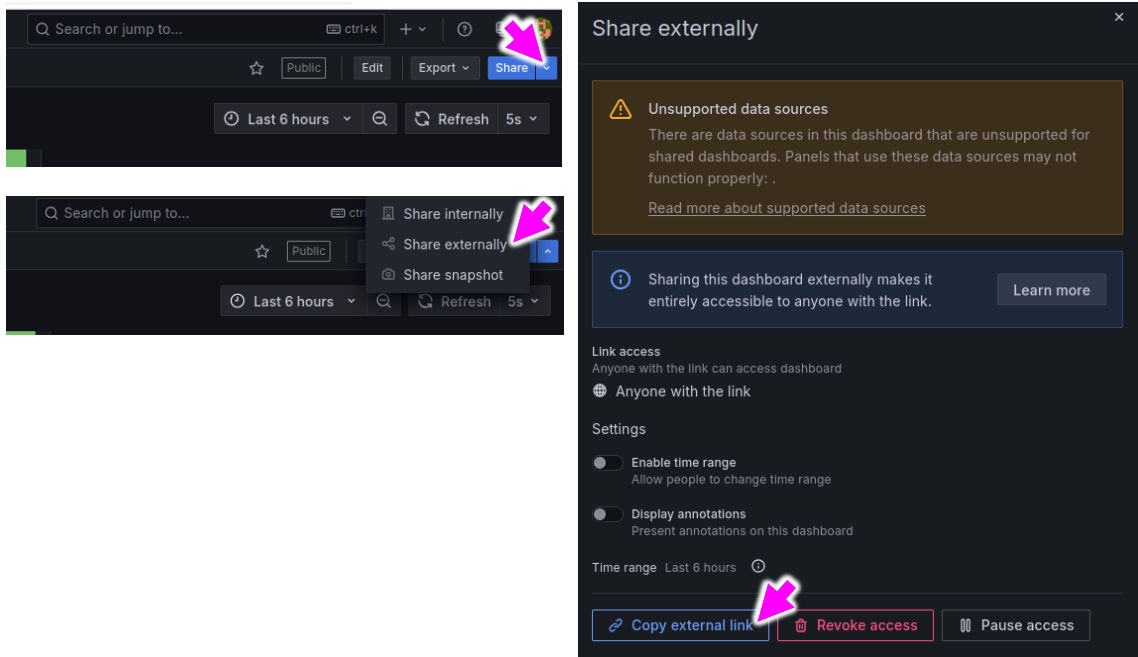 Search or jump to...
ctrl+k
Public
Edit
Export
Share
Last 6 hours
Refresh
5s
Search or jump to...
Share internally
Share externally
Share snapshot
Public
Last 6 hours
Refresh
5s
Share externally
Unsupported data sources
There are data sources in this dashboard that are unsupported for
shared dashboards. Panels that use these data sources may not
function properly: .
Read more about supported data sources
Sharing this dashboard externally makes it
entirely accessible to anyone with the link.
Learn more
Link access
Anyone with the link can access dashboard
Anyone with the link
Settings
Enable time range
Allow people to change time range
Display annotations
Present annotations on this dashboard
Time range Last 6 hours
Copy external link
Revoke access
Pause access